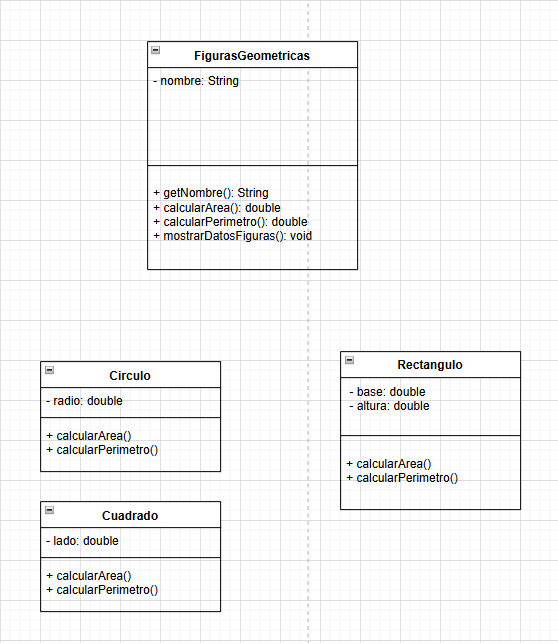 FigurasGeometricas
- nombre: String
+ getNombre(): String
+ calcularArea(): double
+ calcularPerimetro(): double
+ mostrarDatosFiguras(): void
Circulo
- radio: double
+ calcularArea()
+ calcularPerimetro()
Rectangulo
- base: double
- altura: double
+ calcularArea()
+ calcularPerimetro()
Cuadrado
- lado: double
+ calcularArea()
+ calcularPerimetro()